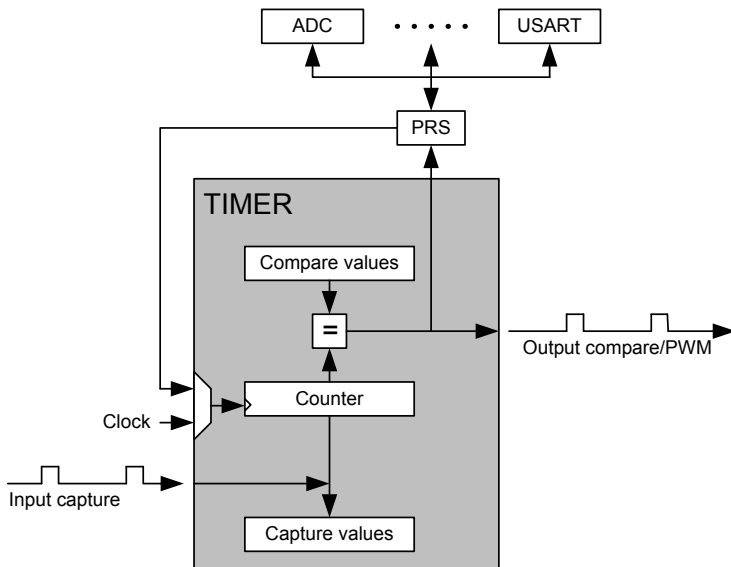 ADC
. . . . .
USART
PRS
TIMER
Compare values
=
Output compare/PWM
Counter
Clock
Input capture
Capture values